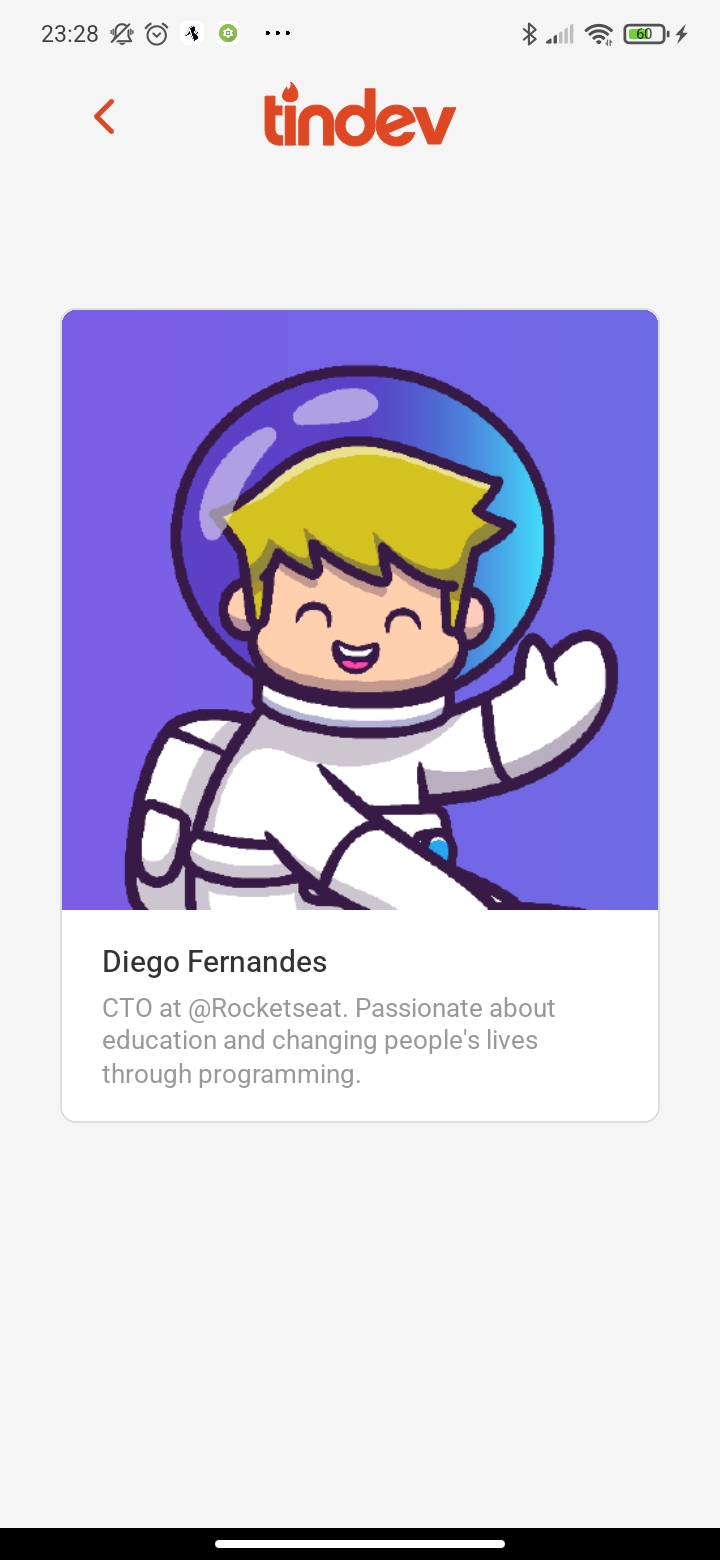 23:28
60
tindev
Diego Fernandes
CTO at @Rocketseat. Passionate about
education and changing people's lives
through programming.